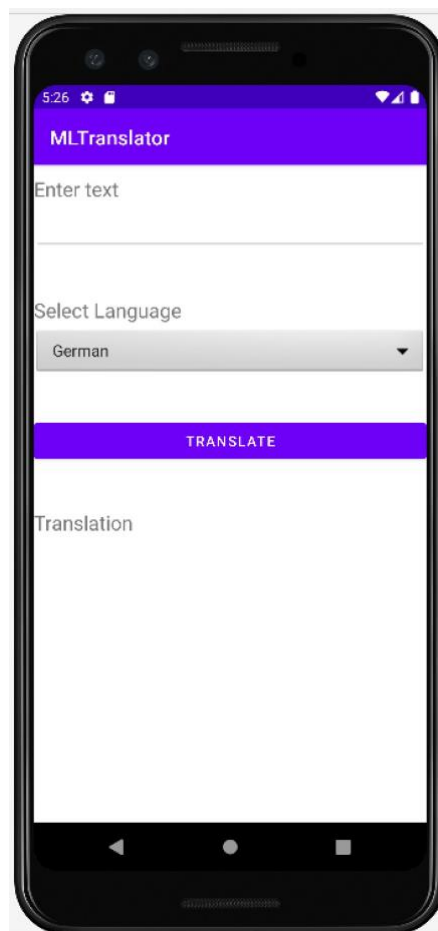 5:26
MLTranslator
Enter text
Select Language
German
TRANSLATE
Translation